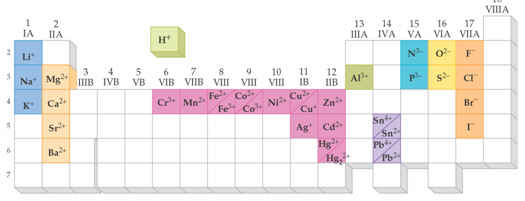 18
VIIIA
1
IA
2
IIA
13
IIIA
14
IVA
15
VA
16
VIA
17
VIIA
H⁺
2 Li⁺ N³⁻ O²⁻ F⁻
3 4 5 6 7 8 9 10 11 12
IIIB IVB VB VIB VIIB VIII VIII VIII IB IIB
3 Na⁺ Mg²⁺ Al³⁺ P³⁻ S²⁻ Cl⁻
4 K⁺ Ca²⁺ Cr³⁺ Mn²⁺ Fe²⁺ Fe³⁺ Co²⁺ Co³⁺ Ni²⁺ Cu²⁺ Cu⁺ Zn²⁺ Br⁻
5 Sr²⁺ Ag⁺ Cd²⁺ Sn⁴⁺ Sn²⁺ I⁻
6 Ba²⁺ Hg²⁺ Hg₂²⁺ Pb⁴⁺ Pb²⁺
7